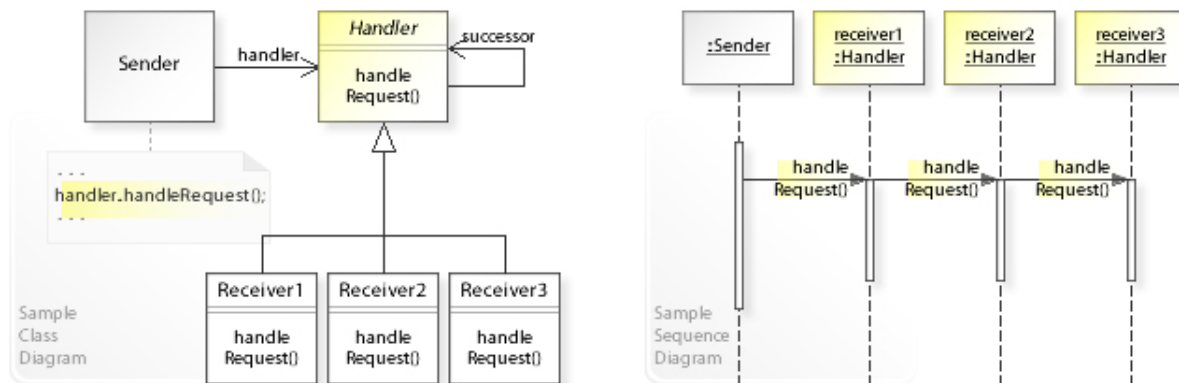 Sender
handler
Handler
successor
handle
Request()
. . .
handler.handleRequest();
. . .
Receiver1
handle
Request()
Receiver2
handle
Request()
Receiver3
handle
Request()
Sample
Class
Diagram
:Sender
receiver1
:Handler
receiver2
:Handler
receiver3
:Handler
handle
Request()
handle
Request()
handle
Request()
Sample
Sequence
Diagram